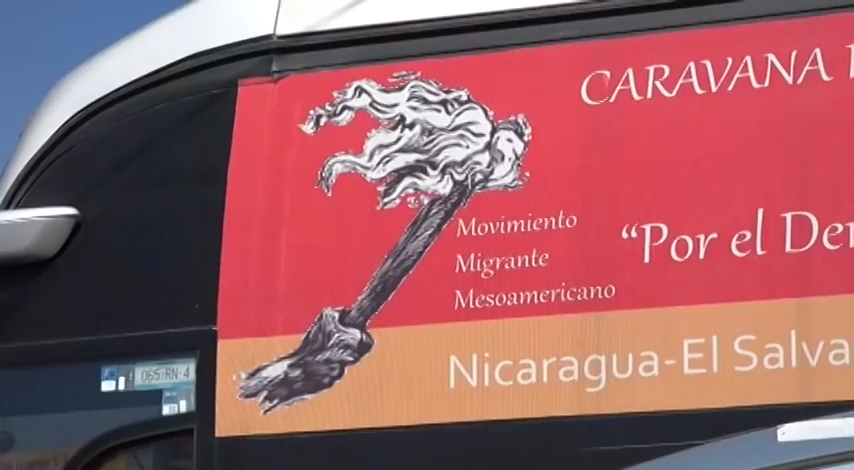 CARAVANA
Movimiento
Migrante
Mesoamericano
“Por el
Nicaragua-El
065-RN-4